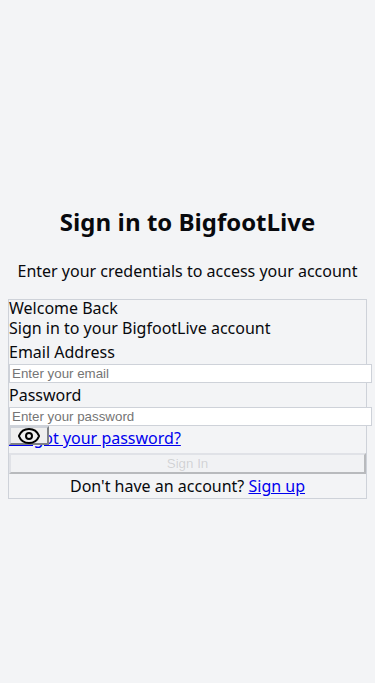 Sign in to BigfootLive
Enter your credentials to access your account
Welcome Back
Sign in to your BigfootLive account
Email Address
Enter your email
Password
Enter your password
ot your password?
Sign In
Don't have an account? Sign up